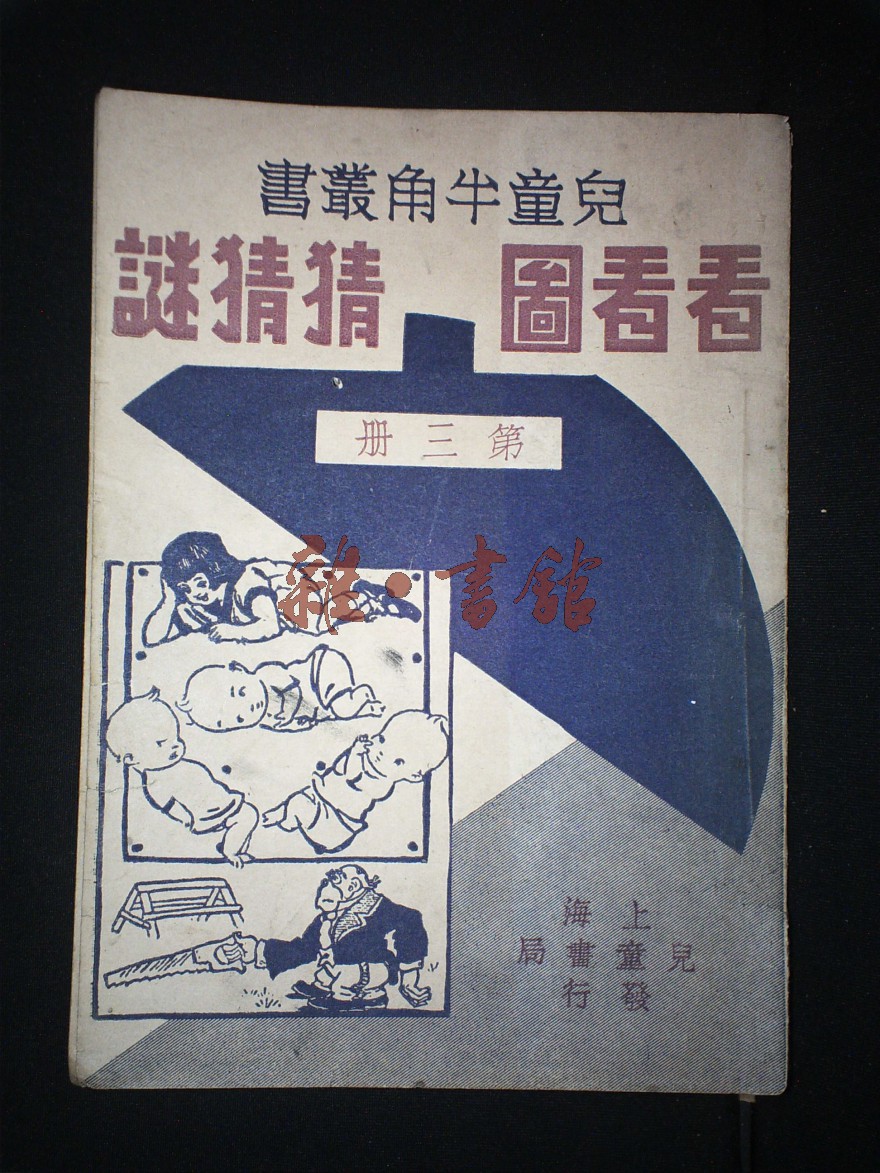 兒童半角叢書
看看圖 猜猜謎
第三册
雜·書館
上海
兒童書局
發行